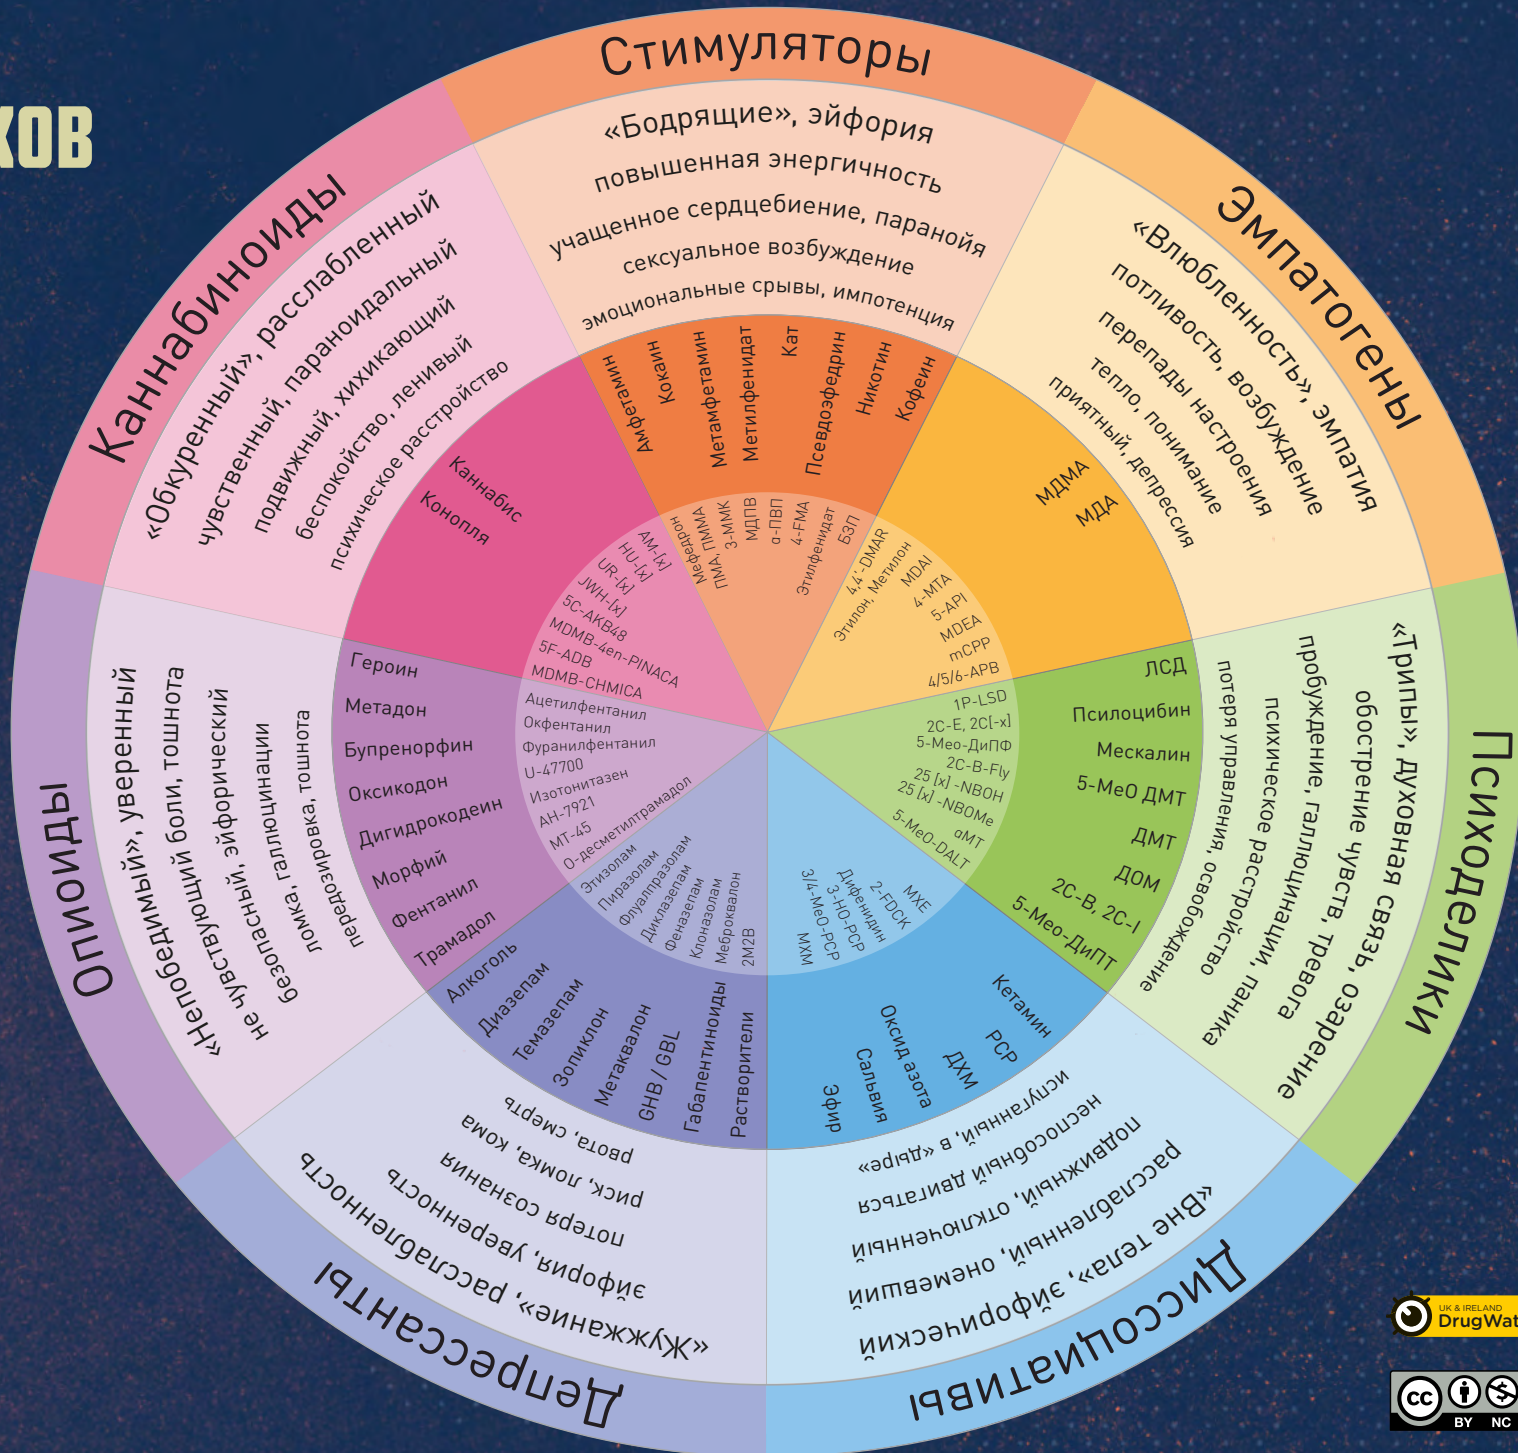 КОВ
Стимуляторы
«Бодрящие», эйфория
повышенная энергичность
учащенное сердцебиение, паранойя
сексуальное возбуждение
эмоциональные срывы, импотенция
Амфетамин
Кокаин
Метамфетамин
Метилфенидат
Кат
Псевдоэфедрин
Никотин
Кофеин
Мефедрон
ПМА, ПММА
3-ММК
МДПВ
α-ПВП
4-FMA
Этилфенидат
БЗП
Эмпатогены
«Влюбленность», эмпатия
потливость, возбуждение
перепады настроения
тепло, понимание
приятный, депрессия
МДМА
МДА
4,4'-DMAR
Этилон, Метилон
MDAI
4-MTA
5-API
MDEA
mCPP
4/5/6-APB
Психоделики
«Трипы», духовная связь, озарение
обострение чувств, тревога
пробуждение, галлюцинации, паника
психическое расстройство
потеря управления, освобождение
ЛСД
Псилоцибин
Мескалин
5-МеО ДМТ
ДМТ
ДОМ
2C-B, 2C-I
5-Мео-ДиПТ
1P-LSD
2C-E, 2C[-x]
5-Мео-ДиПФ
2C-B-Fly
25 [x] -NBOH
25 [x] -NBOMe
αMT
5-MeO-DALT
Диссоциативы
«Вне тела», эйфорический
расслабленный, онемевший
подвижный, отключенный
неспособный двигаться
испуганный, в «дыре»
Кетамин
PCP
ДХМ
Оксид азота
Сальвия
Эфир
MXE
2-FDCK
Дифенидин
3-HO-PCP
3/4-MeO-PCP
MXM
Депрессанты
«Жужжание», расслабленность
эйфория, уверенность
потеря сознания
риск, ломка, кома
рвота, смерть
Алкоголь
Диазепам
Темазепам
Зопиклон
Метаквалон
GHB / GBL
Габапентиноиды
Растворители
Этизолам
Пиразолам
Флуалпразолам
Диклазепам
Феназепам
Клоназолам
Меброквалон
2M2B
Опиоиды
«Непобедимый», уверенный
не чувствующий боли, тошнота
безопасный, эйфорический
ломка, галлюцинации
передозировка, тошнота
Героин
Метадон
Бупренорфин
Оксикодон
Дигидрокодеин
Морфий
Фентанил
Трамадол
Ацетилфентанил
Окфентанил
Фуранилфентанил
U-47700
Изотонитазен
AH-7921
MT-45
О-десметилтрамадол
Каннабиноиды
«Обкуренный», расслабленный
чувственный, параноидальный
подвижный, хихикающий
беспокойство, ленивый
психическое расстройство
Каннабис
Конопля
AM-[x]
HU-[x]
UR-[x]
JWH-[x]
5C-AKB48
MDMB-4en-PINACA
5F-ADB
MDMB-CHMICA
UK & IRELAND
DrugWat
cc
BY NC